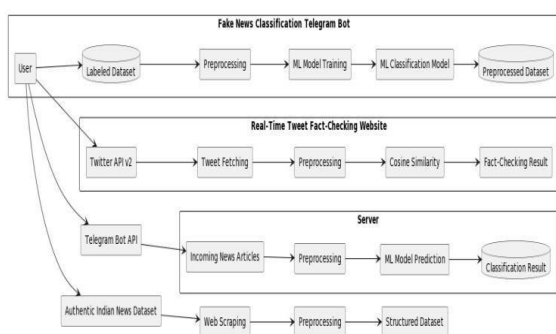 Fake News Classification Telegram Bot
User
Labeled Dataset
Preprocessing
ML Model Training
ML Classification Model
Preprocessed Dataset
Real-Time Tweet Fact-Checking Website
Twitter API v2
Tweet Fetching
Preprocessing
Cosine Similarity
Fact-Checking Result
Server
Telegram Bot API
Incoming News Articles
Preprocessing
ML Model Prediction
Classification Result
Authentic Indian News Dataset
Web Scraping
Preprocessing
Structured Dataset